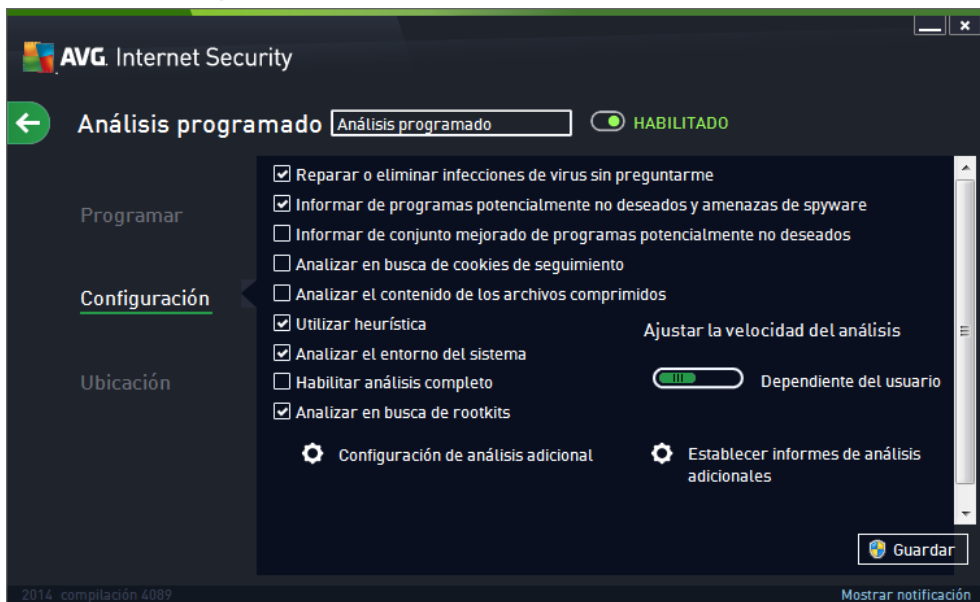 AVG. Internet Security
Análisis programado
Análisis programado
HABILITADO
Programar
Configuración
Ubicación
Reparar o eliminar infecciones de virus sin preguntarme
Informar de programas potencialmente no deseados y amenazas de spyware
Informar de conjunto mejorado de programas potencialmente no deseados
Analizar en busca de cookies de seguimiento
Analizar el contenido de los archivos comprimidos
Utilizar heurística
Analizar el entorno del sistema
Habilitar análisis completo
Analizar en busca de rootkits
Ajustar la velocidad del análisis
Dependiente del usuario
Configuración de análisis adicional
Establecer informes de análisis
adicionales
Guardar
2014 compilación 4089
Mostrar notificación